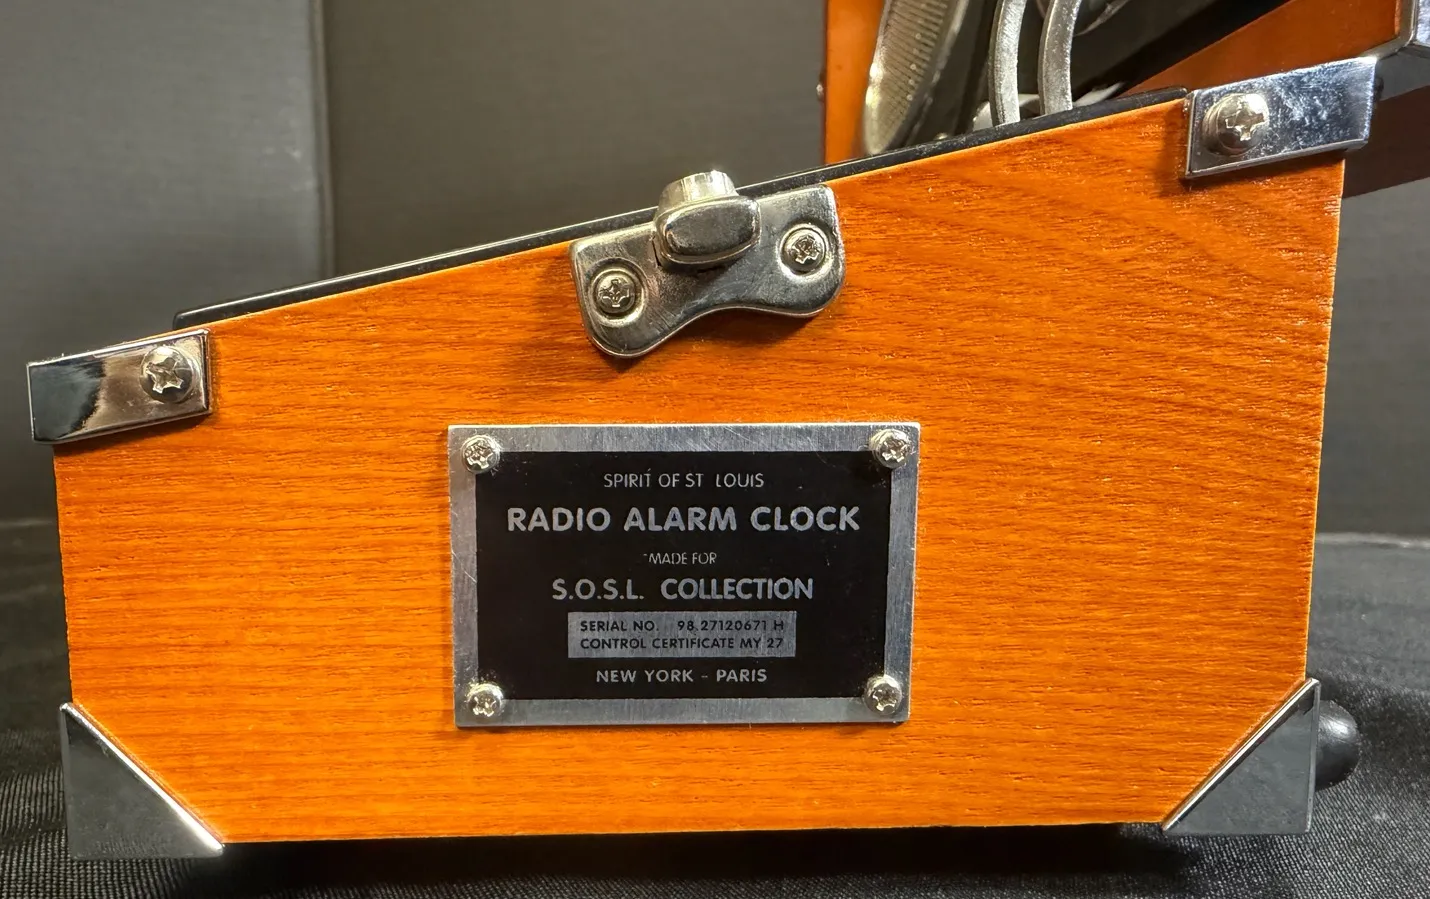 SPIRIT OF ST LOUIS
RADIO ALARM CLOCK
MADE FOR
S.O.S.L. COLLECTION
SERIAL NO. 98.27120671 H
CONTROL CERTIFICATE MY 27
NEW YORK - PARIS